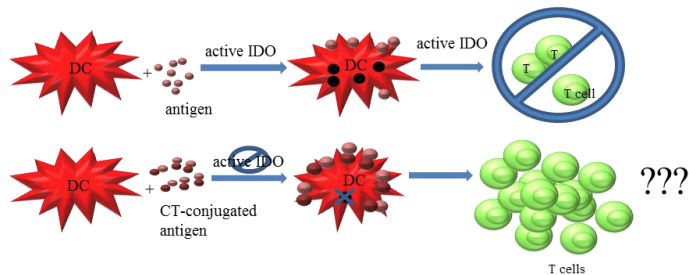 DC
+
antigen
active IDO
DC
active IDO
T
T
T cell
DC
+
CT-conjugated
antigen
active IDO
DC
T
T cells
???